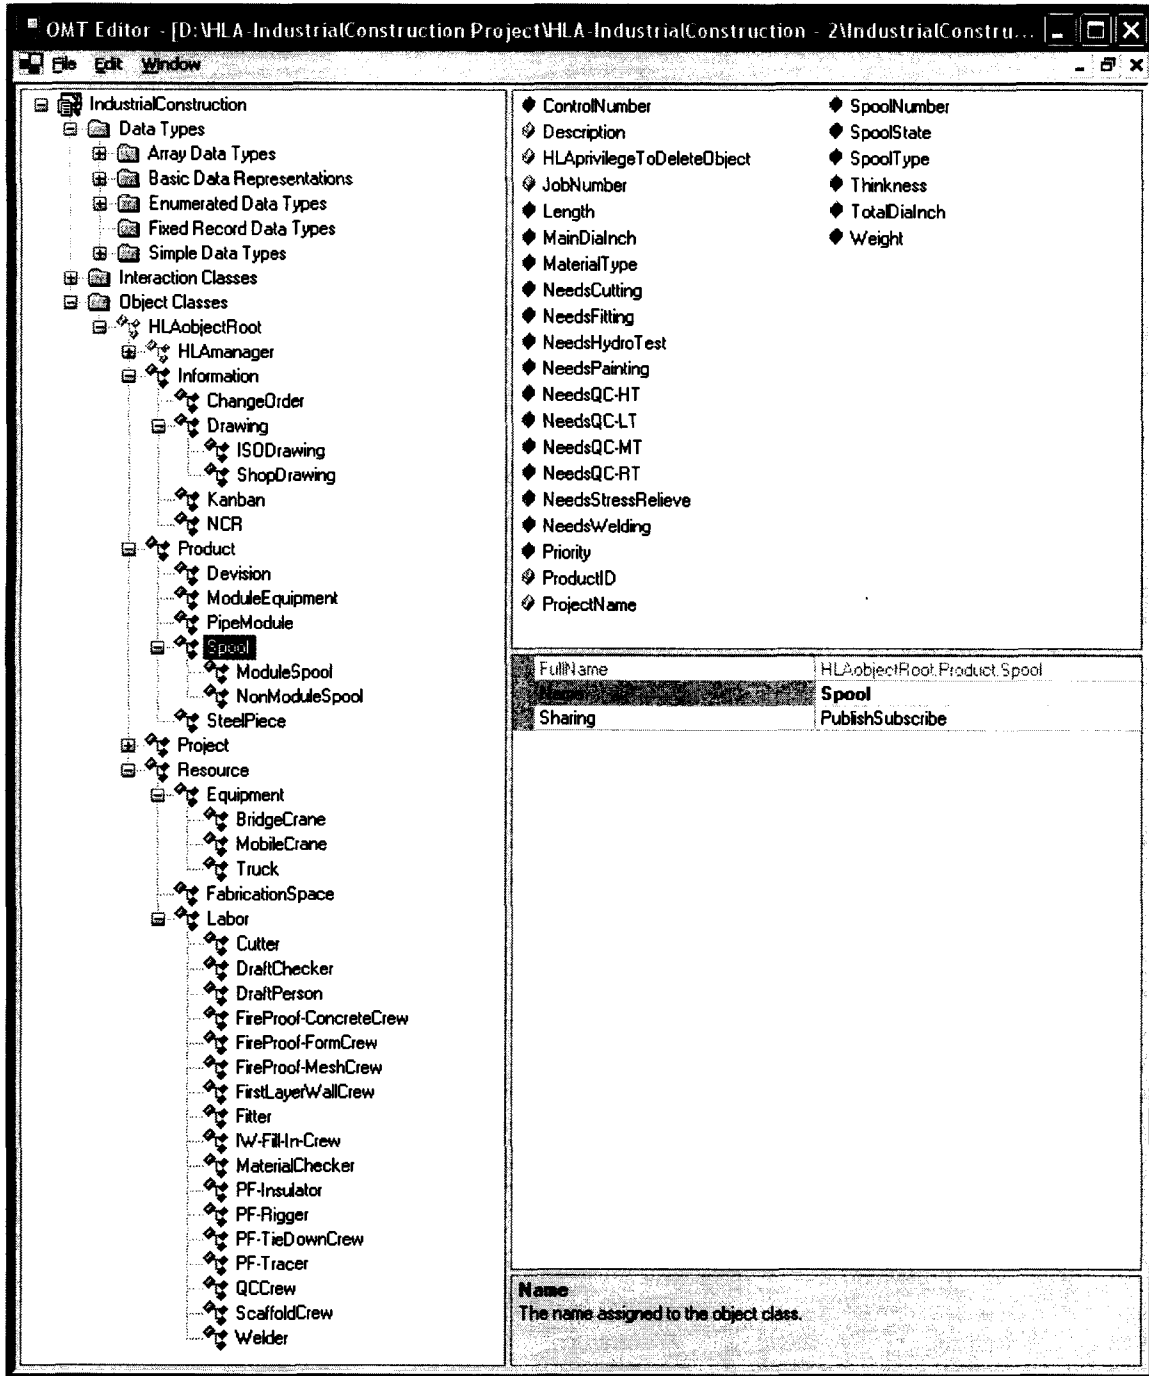 OMT Editor - [D:\HLA-IndustrialConstruction Project\HLA-IndustrialConstruction - 2\IndustrialConstru...
File Edit Window
IndustrialConstruction
Data Types
Array Data Types
Basic Data Representations
Enumerated Data Types
Fixed Record Data Types
Simple Data Types
Interaction Classes
Object Classes
HLAobjectRoot
HLAmanager
Information
ChangeOrder
Drawing
ISODrawing
ShopDrawing
Kanban
NCR
Product
Devision
ModuleEquipment
PipeModule
Spool
ModuleSpool
NonModuleSpool
SteelPiece
Project
Resource
Equipment
BridgeCrane
MobileCrane
Truck
FabricationSpace
Labor
Cutter
DraftChecker
DraftPerson
FireProof-ConcreteCrew
FireProof-FormCrew
FireProof-MeshCrew
FirstLayerWallCrew
Fitter
IW-Fill-In-Crew
MaterialChecker
PF-Insulator
PF-Rigger
PF-TieDownCrew
PF-Tracer
QCCrew
ScaffoldCrew
Welder
ControlNumber
Description
HLAprivilegeToDeleteObject
JobNumber
Length
MainDiaInch
MaterialType
NeedsCutting
NeedsFitting
NeedsHydroTest
NeedsPainting
NeedsQC-HT
NeedsQC-LT
NeedsQC-MT
NeedsQC-RT
NeedsStressRelieve
NeedsWelding
Priority
ProductID
ProjectName
SpoolNumber
SpoolState
SpoolType
Thinkness
TotalDiaInch
Weight
FullName HLAobjectRoot.Product.Spool
Name Spool
Sharing PublishSubscribe
Name
The name assigned to the object class.